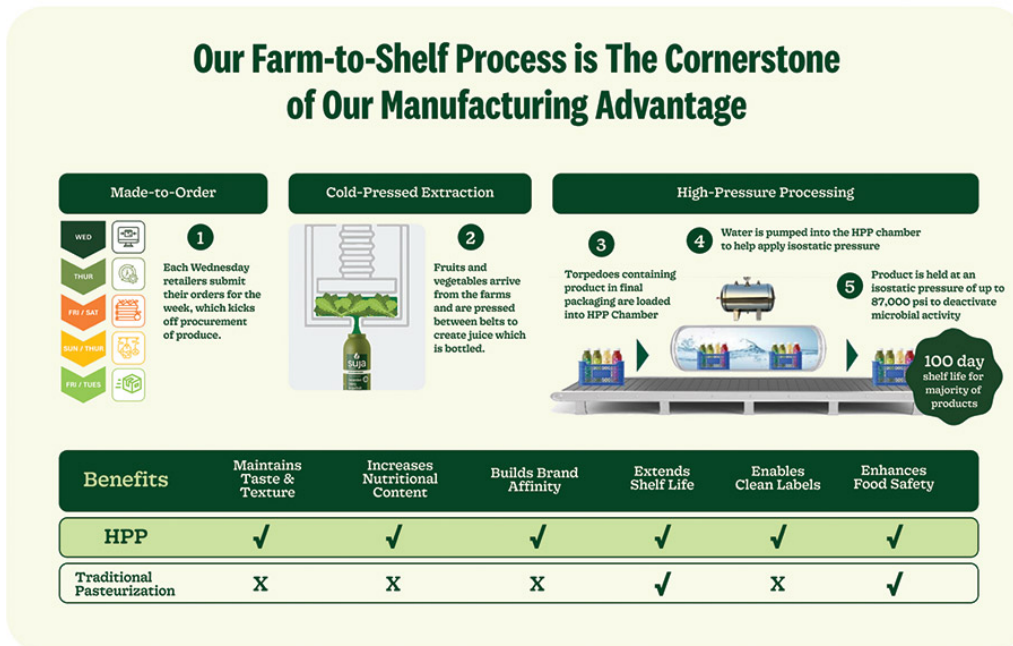 Our Farm-to-Shelf Process is The Cornerstone
of Our Manufacturing Advantage
Made-to-Order
WED
THUR
FRI / SAT
SUN / THUR
FRI / TUES
1
Each Wednesday
retailers submit
their orders for the
week, which kicks
off procurement
of produce.
Cold-Pressed Extraction
suja
2
Fruits and
vegetables arrive
from the farms
and are pressed
between belts to
create juice which
is bottled.
High-Pressure Processing
3
Torpedoes containing
product in final
packaging are loaded
into HPP Chamber
4
Water is pumped into the HPP chamber
to help apply isostatic pressure
5
Product is held at an
isostatic pressure of up to
87,000 psi to deactivate
microbial activity
100 day
shelf life for
majority of
products
Benefits
Maintains
Taste &
Texture
Increases
Nutritional
Content
Builds Brand
Affinity
Extends
Shelf Life
Enables
Clean Labels
Enhances
Food Safety
HPP
√ √ √ √ √ √
Traditional
Pasteurization
X X X √ X √